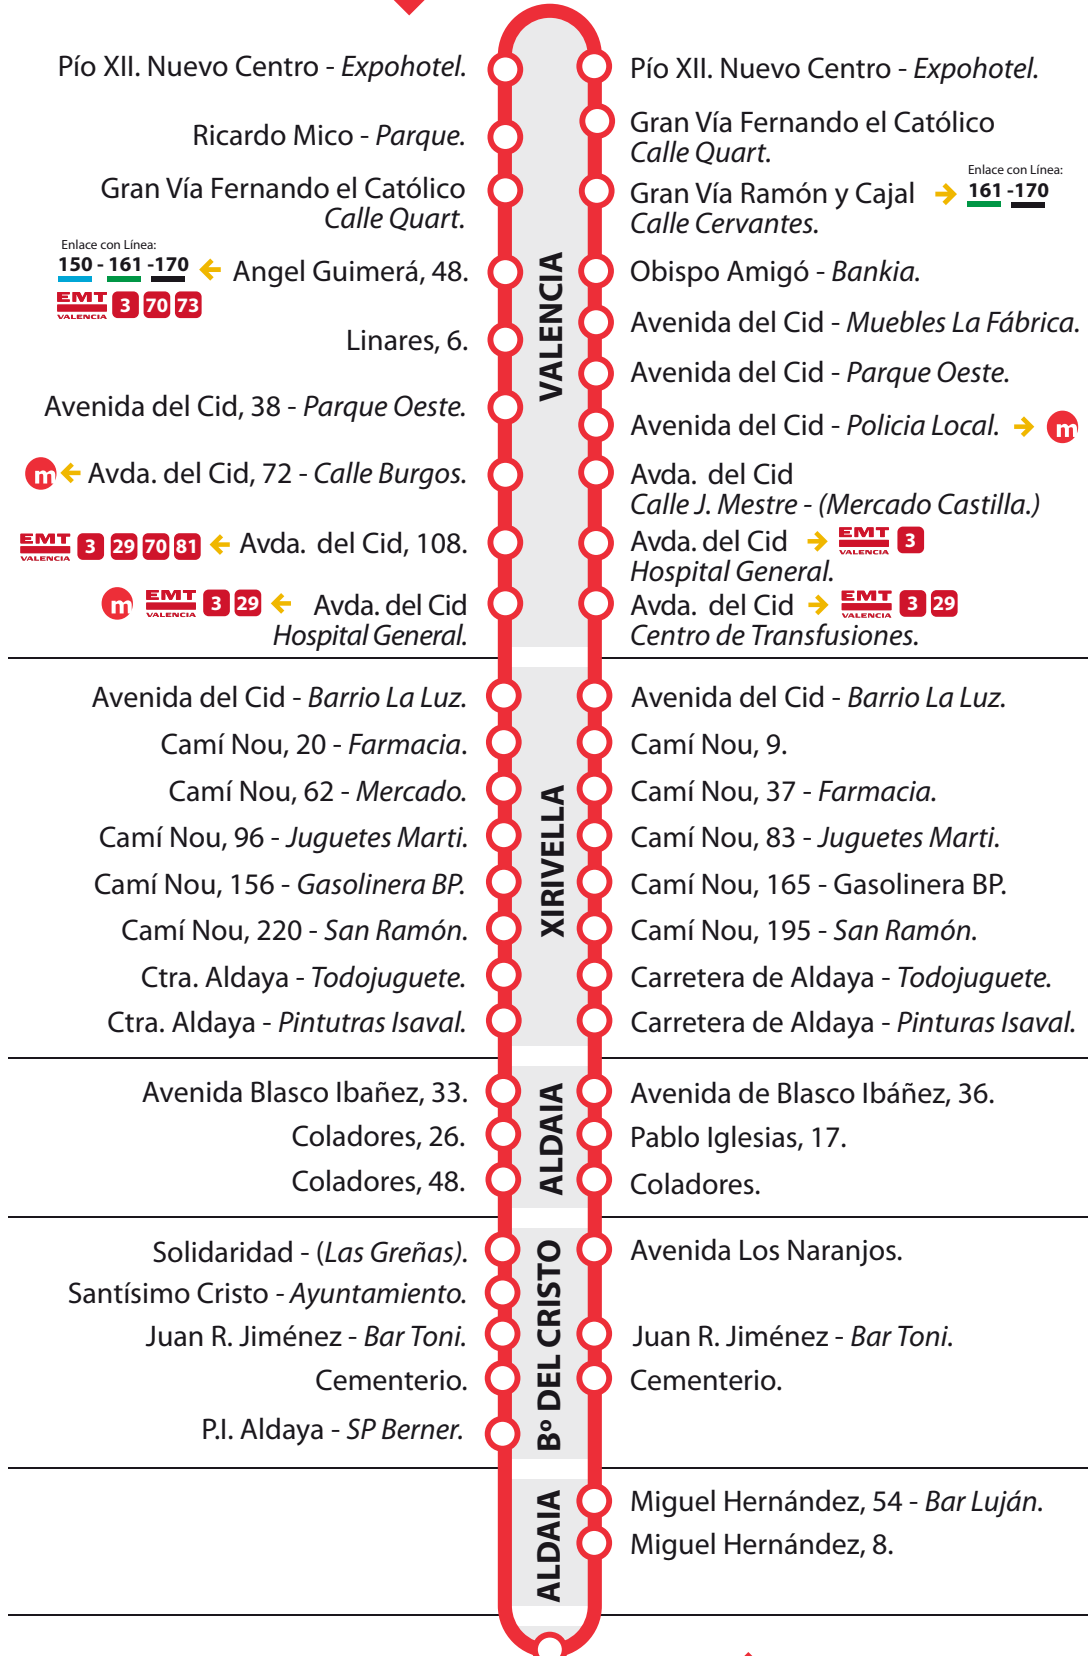 Pío XII. Nuevo Centro - Expohotel.
Ricardo Mico - Parque.
Gran Vía Fernando el Católico
Calle Quart.
Enlace con Línea:
150 - 161 -170
Angel Guimerá, 48.
EMT VALENCIA 3 70 73
Linares, 6.
Avenida del Cid, 38 - Parque Oeste.
m Avda. del Cid, 72 - Calle Burgos.
EMT VALENCIA 3 29 70 81 Avda. del Cid, 108.
m EMT VALENCIA 3 29 Avda. del Cid
Hospital General.
VALENCIA
Pío XII. Nuevo Centro - Expohotel.
Gran Vía Fernando el Católico
Calle Quart.
Enlace con Línea:
Gran Vía Ramón y Cajal 161 -170
Calle Cervantes.
Obispo Amigó - Bankia.
Avenida del Cid - Muebles La Fábrica.
Avenida del Cid - Parque Oeste.
Avenida del Cid - Policia Local. m
Avda. del Cid
Calle J. Mestre - (Mercado Castilla.)
Avda. del Cid EMT VALENCIA 3
Hospital General.
Avda. del Cid EMT VALENCIA 3 29
Centro de Transfusiones.
Avenida del Cid - Barrio La Luz.
Camí Nou, 20 - Farmacia.
Camí Nou, 62 - Mercado.
Camí Nou, 96 - Juguetes Marti.
Camí Nou, 156 - Gasolinera BP.
Camí Nou, 220 - San Ramón.
Ctra. Aldaya - Todojuguete.
Ctra. Aldaya - Pintutras Isaval.
XIRIVELLA
Avenida del Cid - Barrio La Luz.
Camí Nou, 9.
Camí Nou, 37 - Farmacia.
Camí Nou, 83 - Juguetes Marti.
Camí Nou, 165 - Gasolinera BP.
Camí Nou, 195 - San Ramón.
Carretera de Aldaya - Todojuguete.
Carretera de Aldaya - Pinturas Isaval.
Avenida Blasco Ibañez, 33.
Coladores, 26.
Coladores, 48.
ALDAIA
Avenida de Blasco Ibáñez, 36.
Pablo Iglesias, 17.
Coladores.
Solidaridad - (Las Greñas).
Santísimo Cristo - Ayuntamiento.
Juan R. Jiménez - Bar Toni.
Cementerio.
P.I. Aldaya - SP Berner.
Bº DEL CRISTO
Avenida Los Naranjos.
Juan R. Jiménez - Bar Toni.
Cementerio.
ALDAIA
Miguel Hernández, 54 - Bar Luján.
Miguel Hernández, 8.